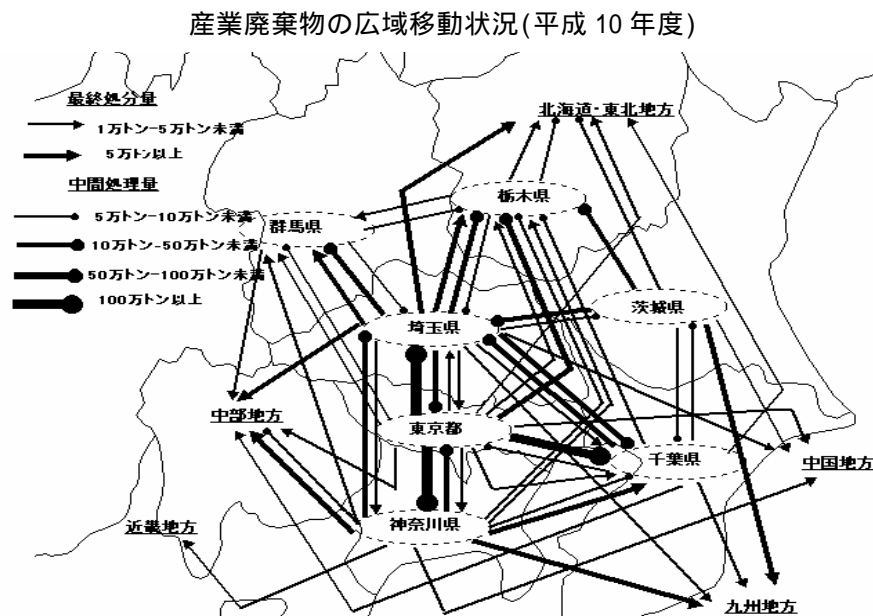 産業廃棄物の広域移動状況(平成 10 年度)
最終処分量
1万トン−5万トン未満
5万トン以上
中間処理量
5万トン−10万トン未満
10万トン−50万トン未満
50万トン−100万トン未満
100万トン以上
北海道・東北地方
栃木県
群馬県
茨城県
埼玉県
中部地方
東京都
千葉県
中国地方
近畿地方
神奈川県
九州地方